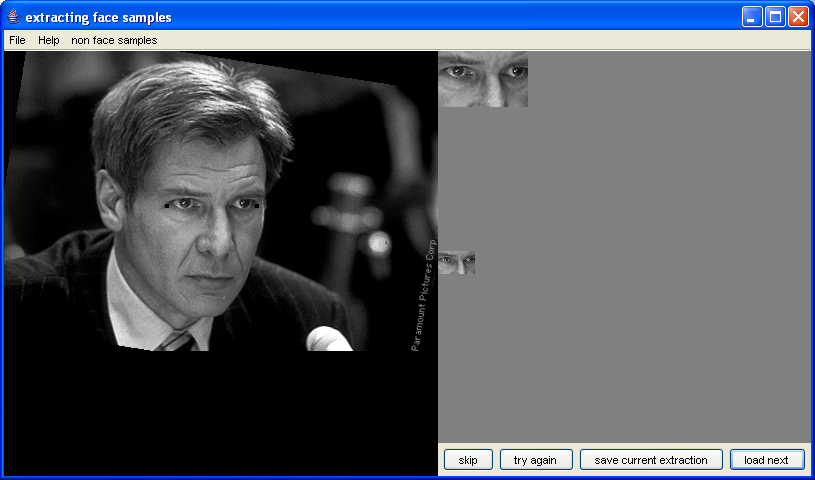 extracting face samples
File Help non face samples
Paramount Pictures Corp
skip try again save current extraction load next